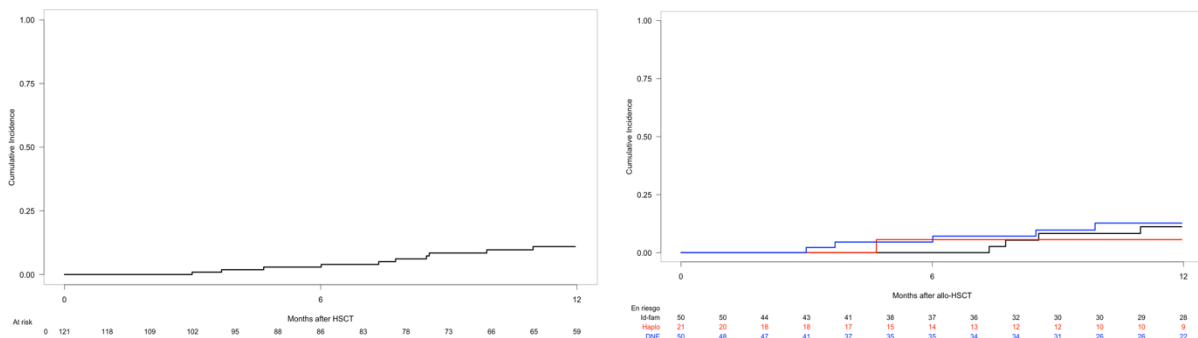 1.00
0.75
0.50
0.25
0.00
Cumulative Incidence
0 6 12
Months after HSCT
At risk
0 121 118 109 102 95 88 86 83 78 73 66 65 59
1.00
0.75
0.50
0.25
0.00
Cumulative Incidence
0 6 12
Months after allo-HSCT
En riesgo
Id-fam 50 50 44 43 41 38 37 36 32 30 30 29 28
Haplo 21 20 18 18 17 15 14 13 12 12 10 10 9
DNE 50 48 47 41 37 35 35 34 34 31 26 26 22